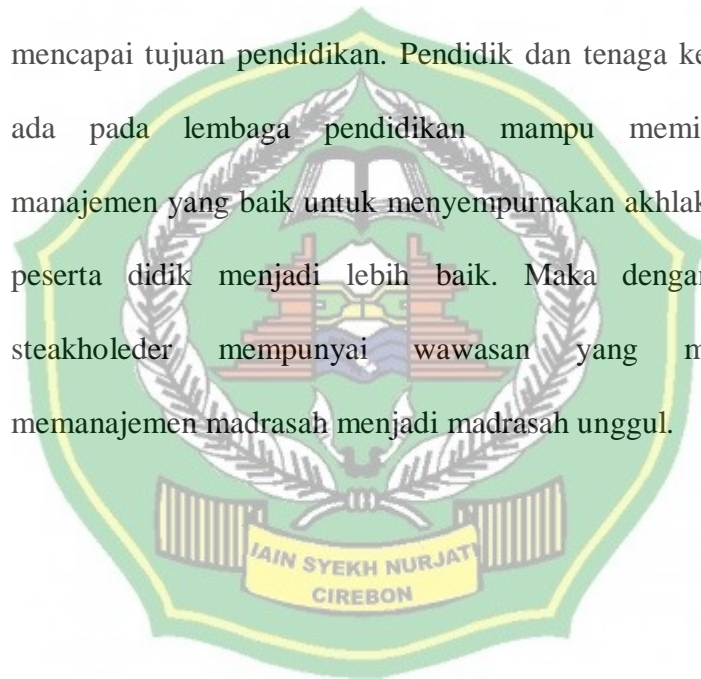 mencapai tujuan pendidikan. Pendidik dan tenaga ke
ada pada lembaga pendidikan mampu memi
manajemen yang baik untuk menyempurnakan akhlak
peserta didik menjadi lebih baik. Maka dengan
steakholeder mempunyai wawasan yang m
memanajemen madrasah menjadi madrasah unggul.
IAIN SYEKH NURJATI
CIREBON